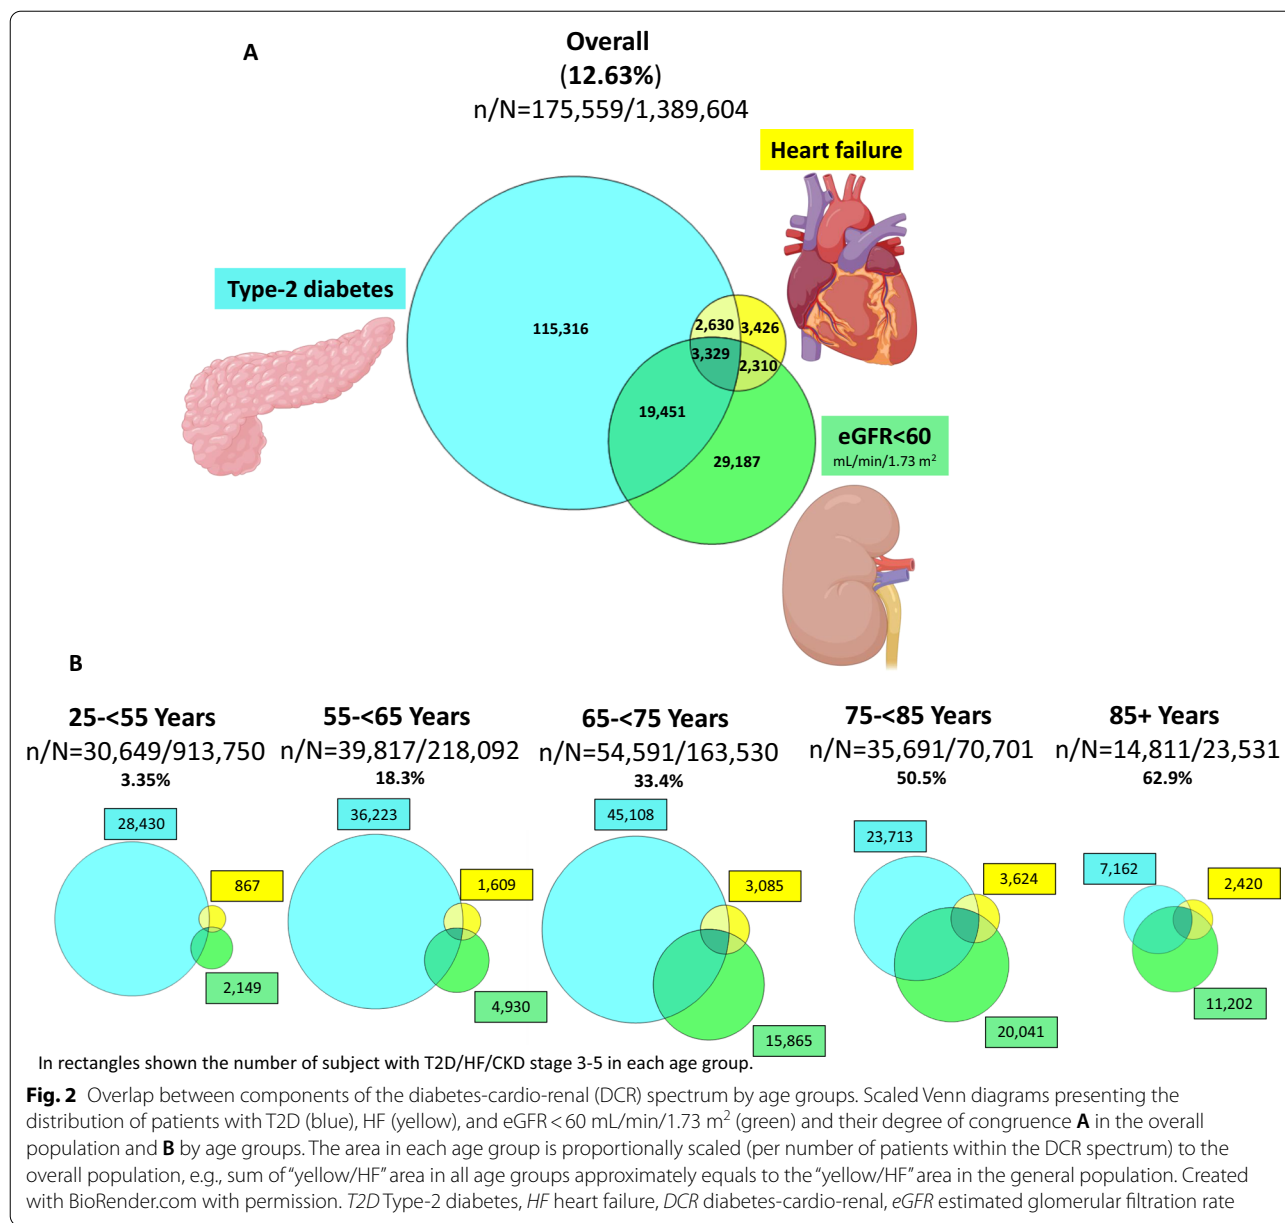 A
Overall
(12.63%)
n/N=175,559/1,389,604
Heart failure
Type-2 diabetes
115,316
2,630
3,426
3,329
2,310
19,451
29,187
eGFR<60
mL/min/1.73 m²
B
25-<55 Years
n/N=30,649/913,750
3.35%
28,430
867
2,149
55-<65 Years
n/N=39,817/218,092
18.3%
36,223
1,609
4,930
65-<75 Years
n/N=54,591/163,530
33.4%
45,108
3,085
15,865
75-<85 Years
n/N=35,691/70,701
50.5%
23,713
3,624
20,041
85+ Years
n/N=14,811/23,531
62.9%
7,162
2,420
11,202
In rectangles shown the number of subject with T2D/HF/CKD stage 3-5 in each age group.
Fig. 2 Overlap between components of the diabetes-cardio-renal (DCR) spectrum by age groups. Scaled Venn diagrams presenting the
distribution of patients with T2D (blue), HF (yellow), and eGFR < 60 mL/min/1.73 m² (green) and their degree of congruence A in the overall
population and B by age groups. The area in each age group is proportionally scaled (per number of patients within the DCR spectrum) to the
overall population, e.g., sum of “yellow/HF” area in all age groups approximately equals to the “yellow/HF” area in the general population. Created
with BioRender.com with permission. T2D Type-2 diabetes, HF heart failure, DCR diabetes-cardio-renal, eGFR estimated glomerular filtration rate